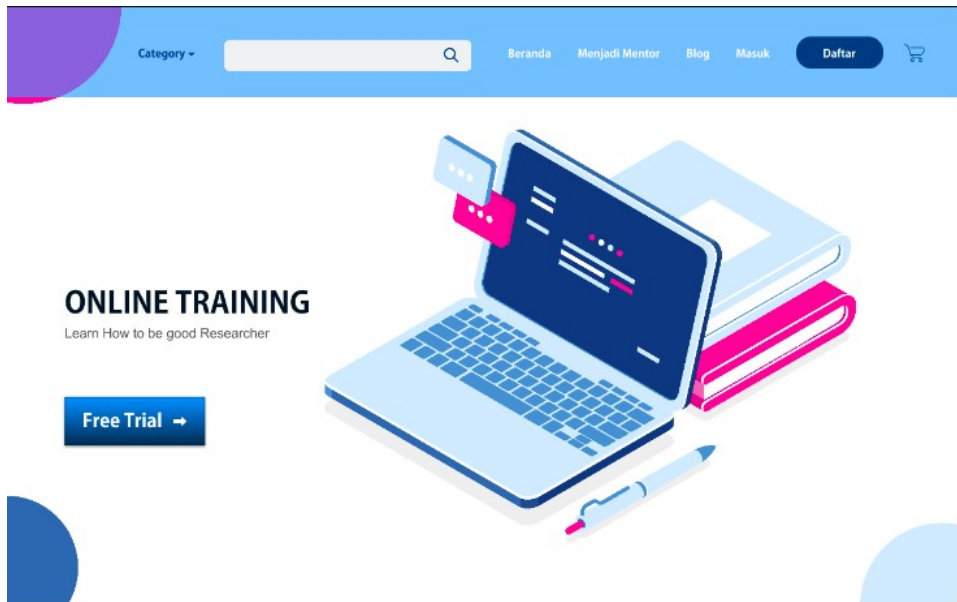 Category
Beranda Menjadi Mentor Blog Masuk Daftar
ONLINE TRAINING
Learn How to be good Researcher
Free Trial ➡